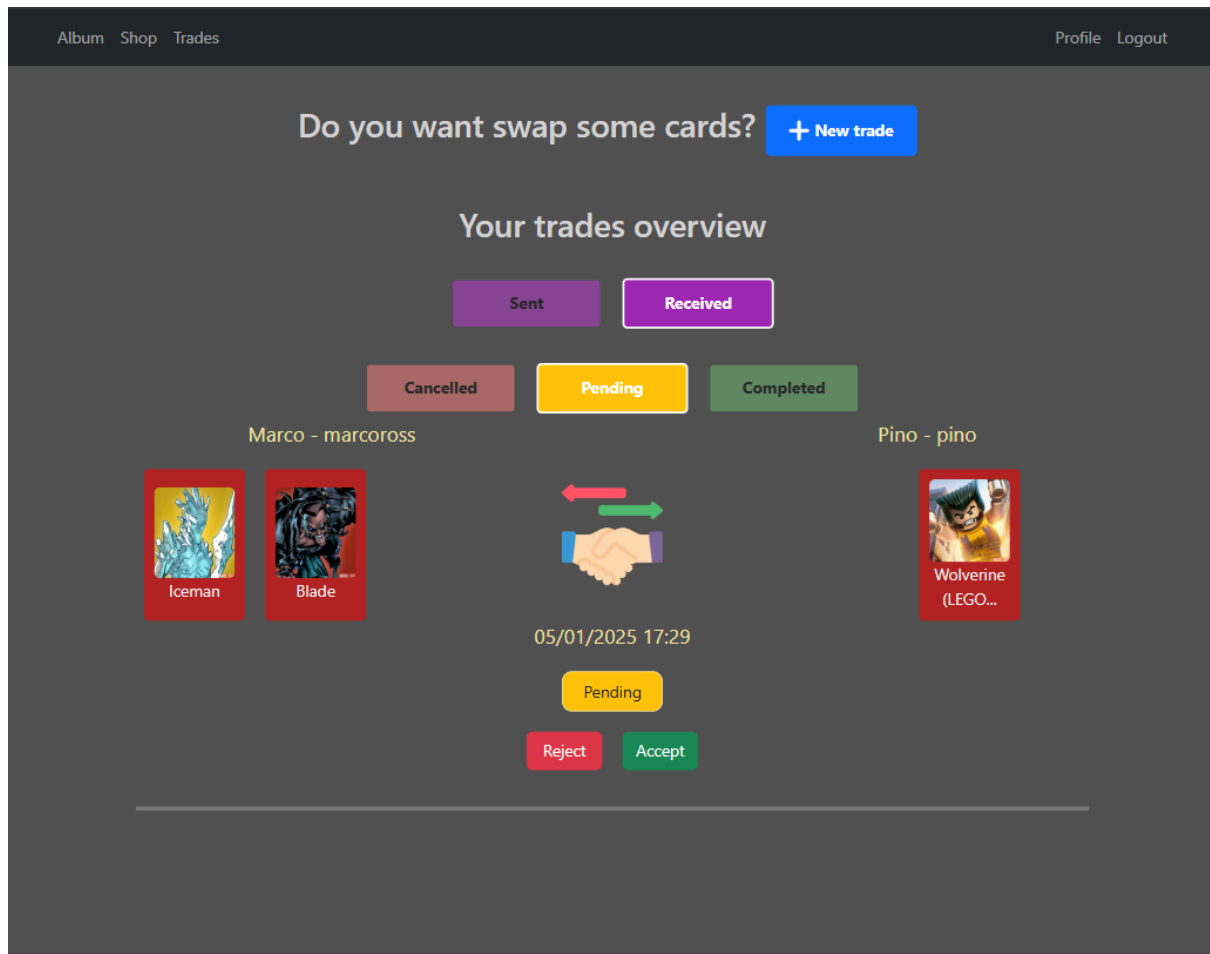 Album Shop Trades Profile Logout
Do you want swap some cards? + New trade
Your trades overview
Sent Received
Cancelled Pending Completed
Marco - marcoross Pino - pino
Iceman Blade Wolverine
(LEGO...
05/01/2025 17:29
Pending
Reject Accept